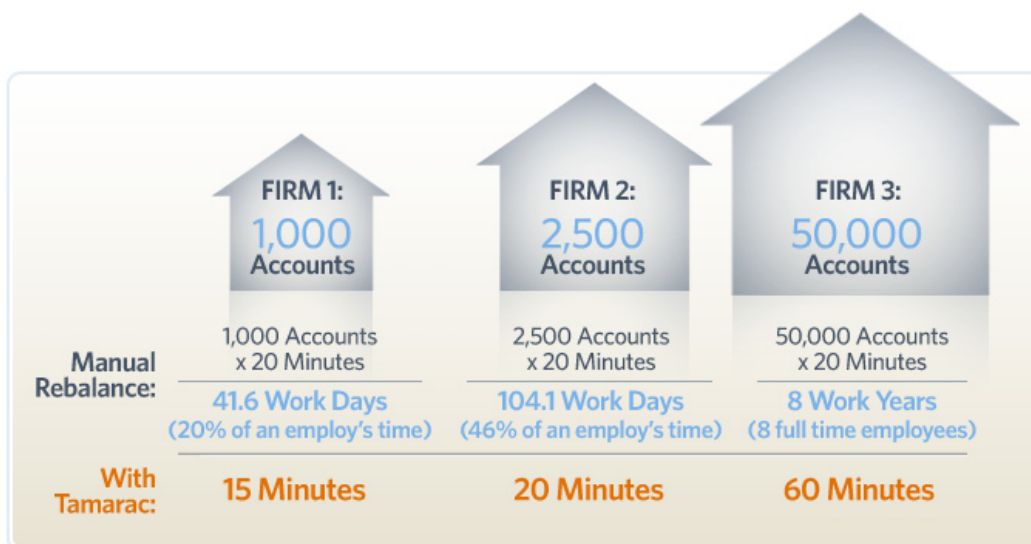 FIRM 1:
1,000
Accounts
FIRM 2:
2,500
Accounts
FIRM 3:
50,000
Accounts
Manual
Rebalance:
1,000 Accounts
x 20 Minutes
41.6 Work Days
(20% of an employ's time)
2,500 Accounts
x 20 Minutes
104.1 Work Days
(46% of an employ's time)
50,000 Accounts
x 20 Minutes
8 Work Years
(8 full time employees)
With
Tamarac:
15 Minutes
20 Minutes
60 Minutes